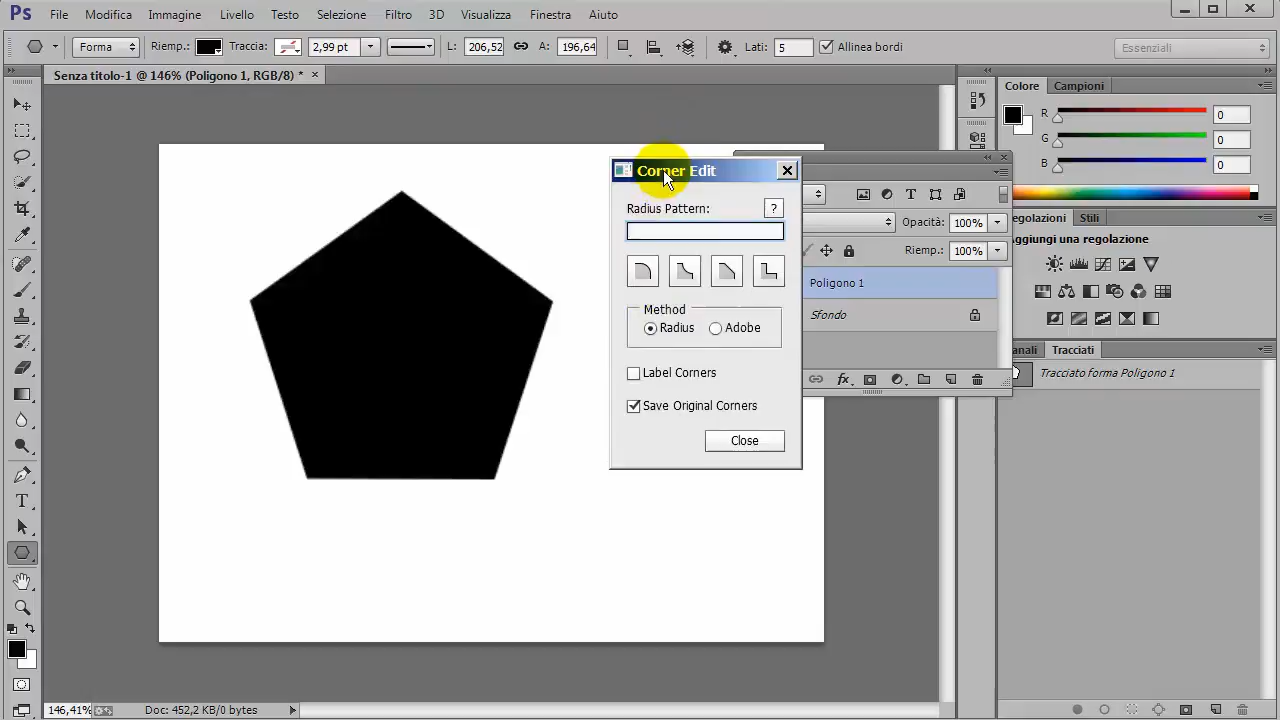 Ps File Modifica Immagine Livello Testo Selezione Filtro 3D Visualizza Finestra Aiuto
Forma Riemp.: Traccia: 2,99 pt L: 206,52 A: 196,64 Lati: 5 Allinea bord Essenziali
Senza titolo-1 @ 146% (Poligono 1, RGB/8) * ×
Colore Campioni
R 0
G 0
B 0
Corner Edit
Radius Pattern: ?
Method
Radius Adobe
Label Corners
Save Original Corners
Close
Opacità: 100%
Riemp.: 100%
Poligono 1
Sfondo
fx
egolazioni Stili
Aggiungi una regolazione
anali Tracciati
Tracciato forma Poligono 1
146,41% Doc: 452,2 KB/0 bytes